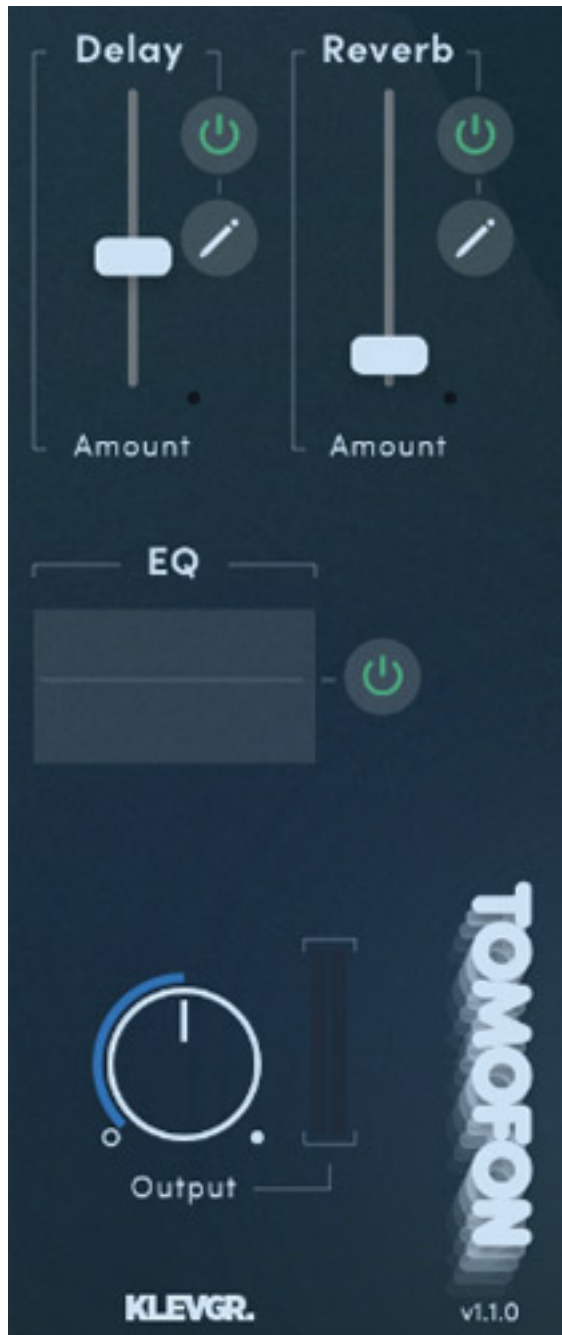 Delay
Reverb
Amount
Amount
EQ
TOMOFON
Output
KLEVGR.
v1.1.0